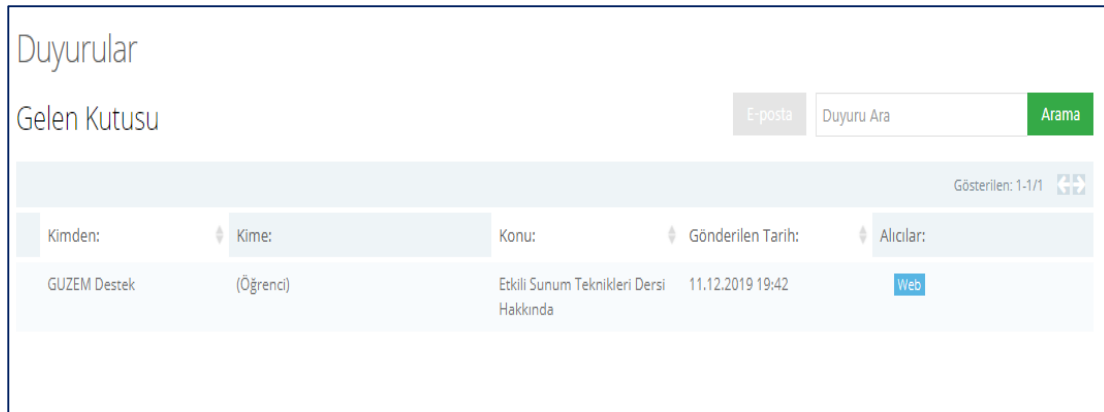 Duyurular
Gelen Kutusu
E-posta
Duyuru Ara
Arama
Gösterilen: 1-1/1
Kimden: Kime: Konu: Gönderilen Tarih: Alıcılar:
GUZEM Destek (Öğrenci) Etkili Sunum Teknikleri Dersi 11.12.2019 19:42 Web
Hakkında